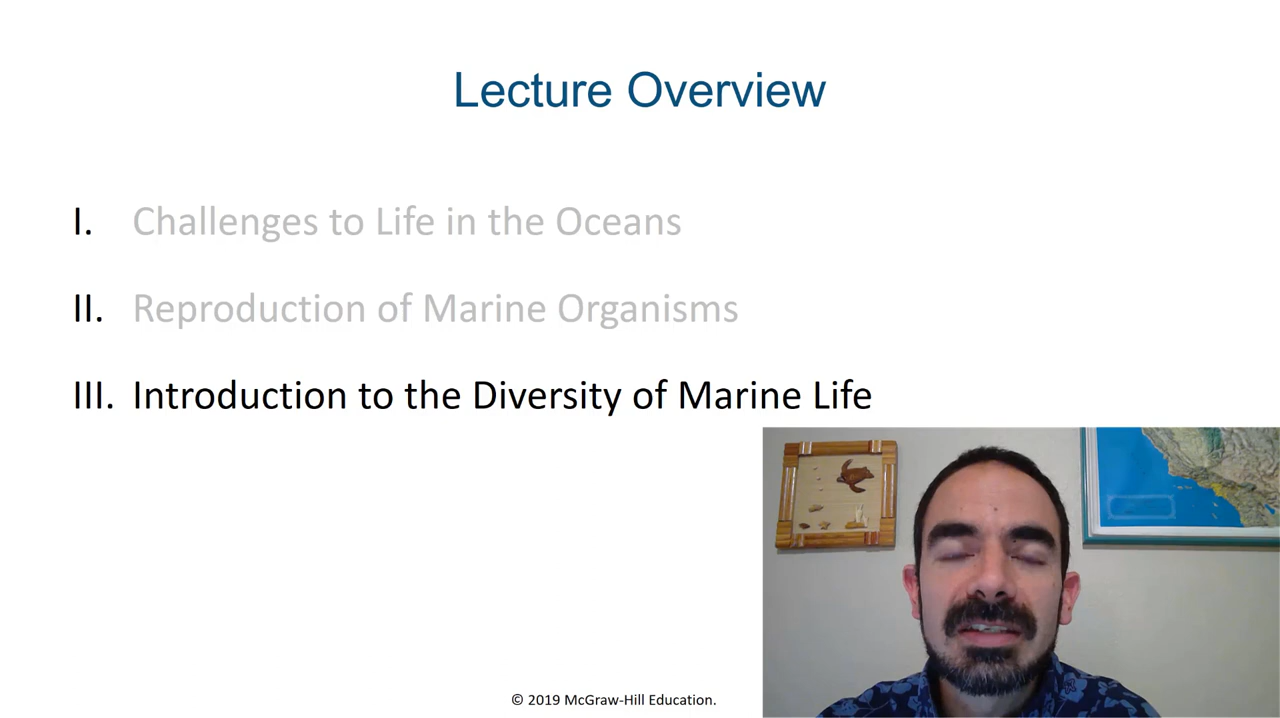 Lecture Overview
I. Challenges to Life in the Oceans
II. Reproduction of Marine Organisms
III. Introduction to the Diversity of Marine Life
© 2019 McGraw-Hill Education.